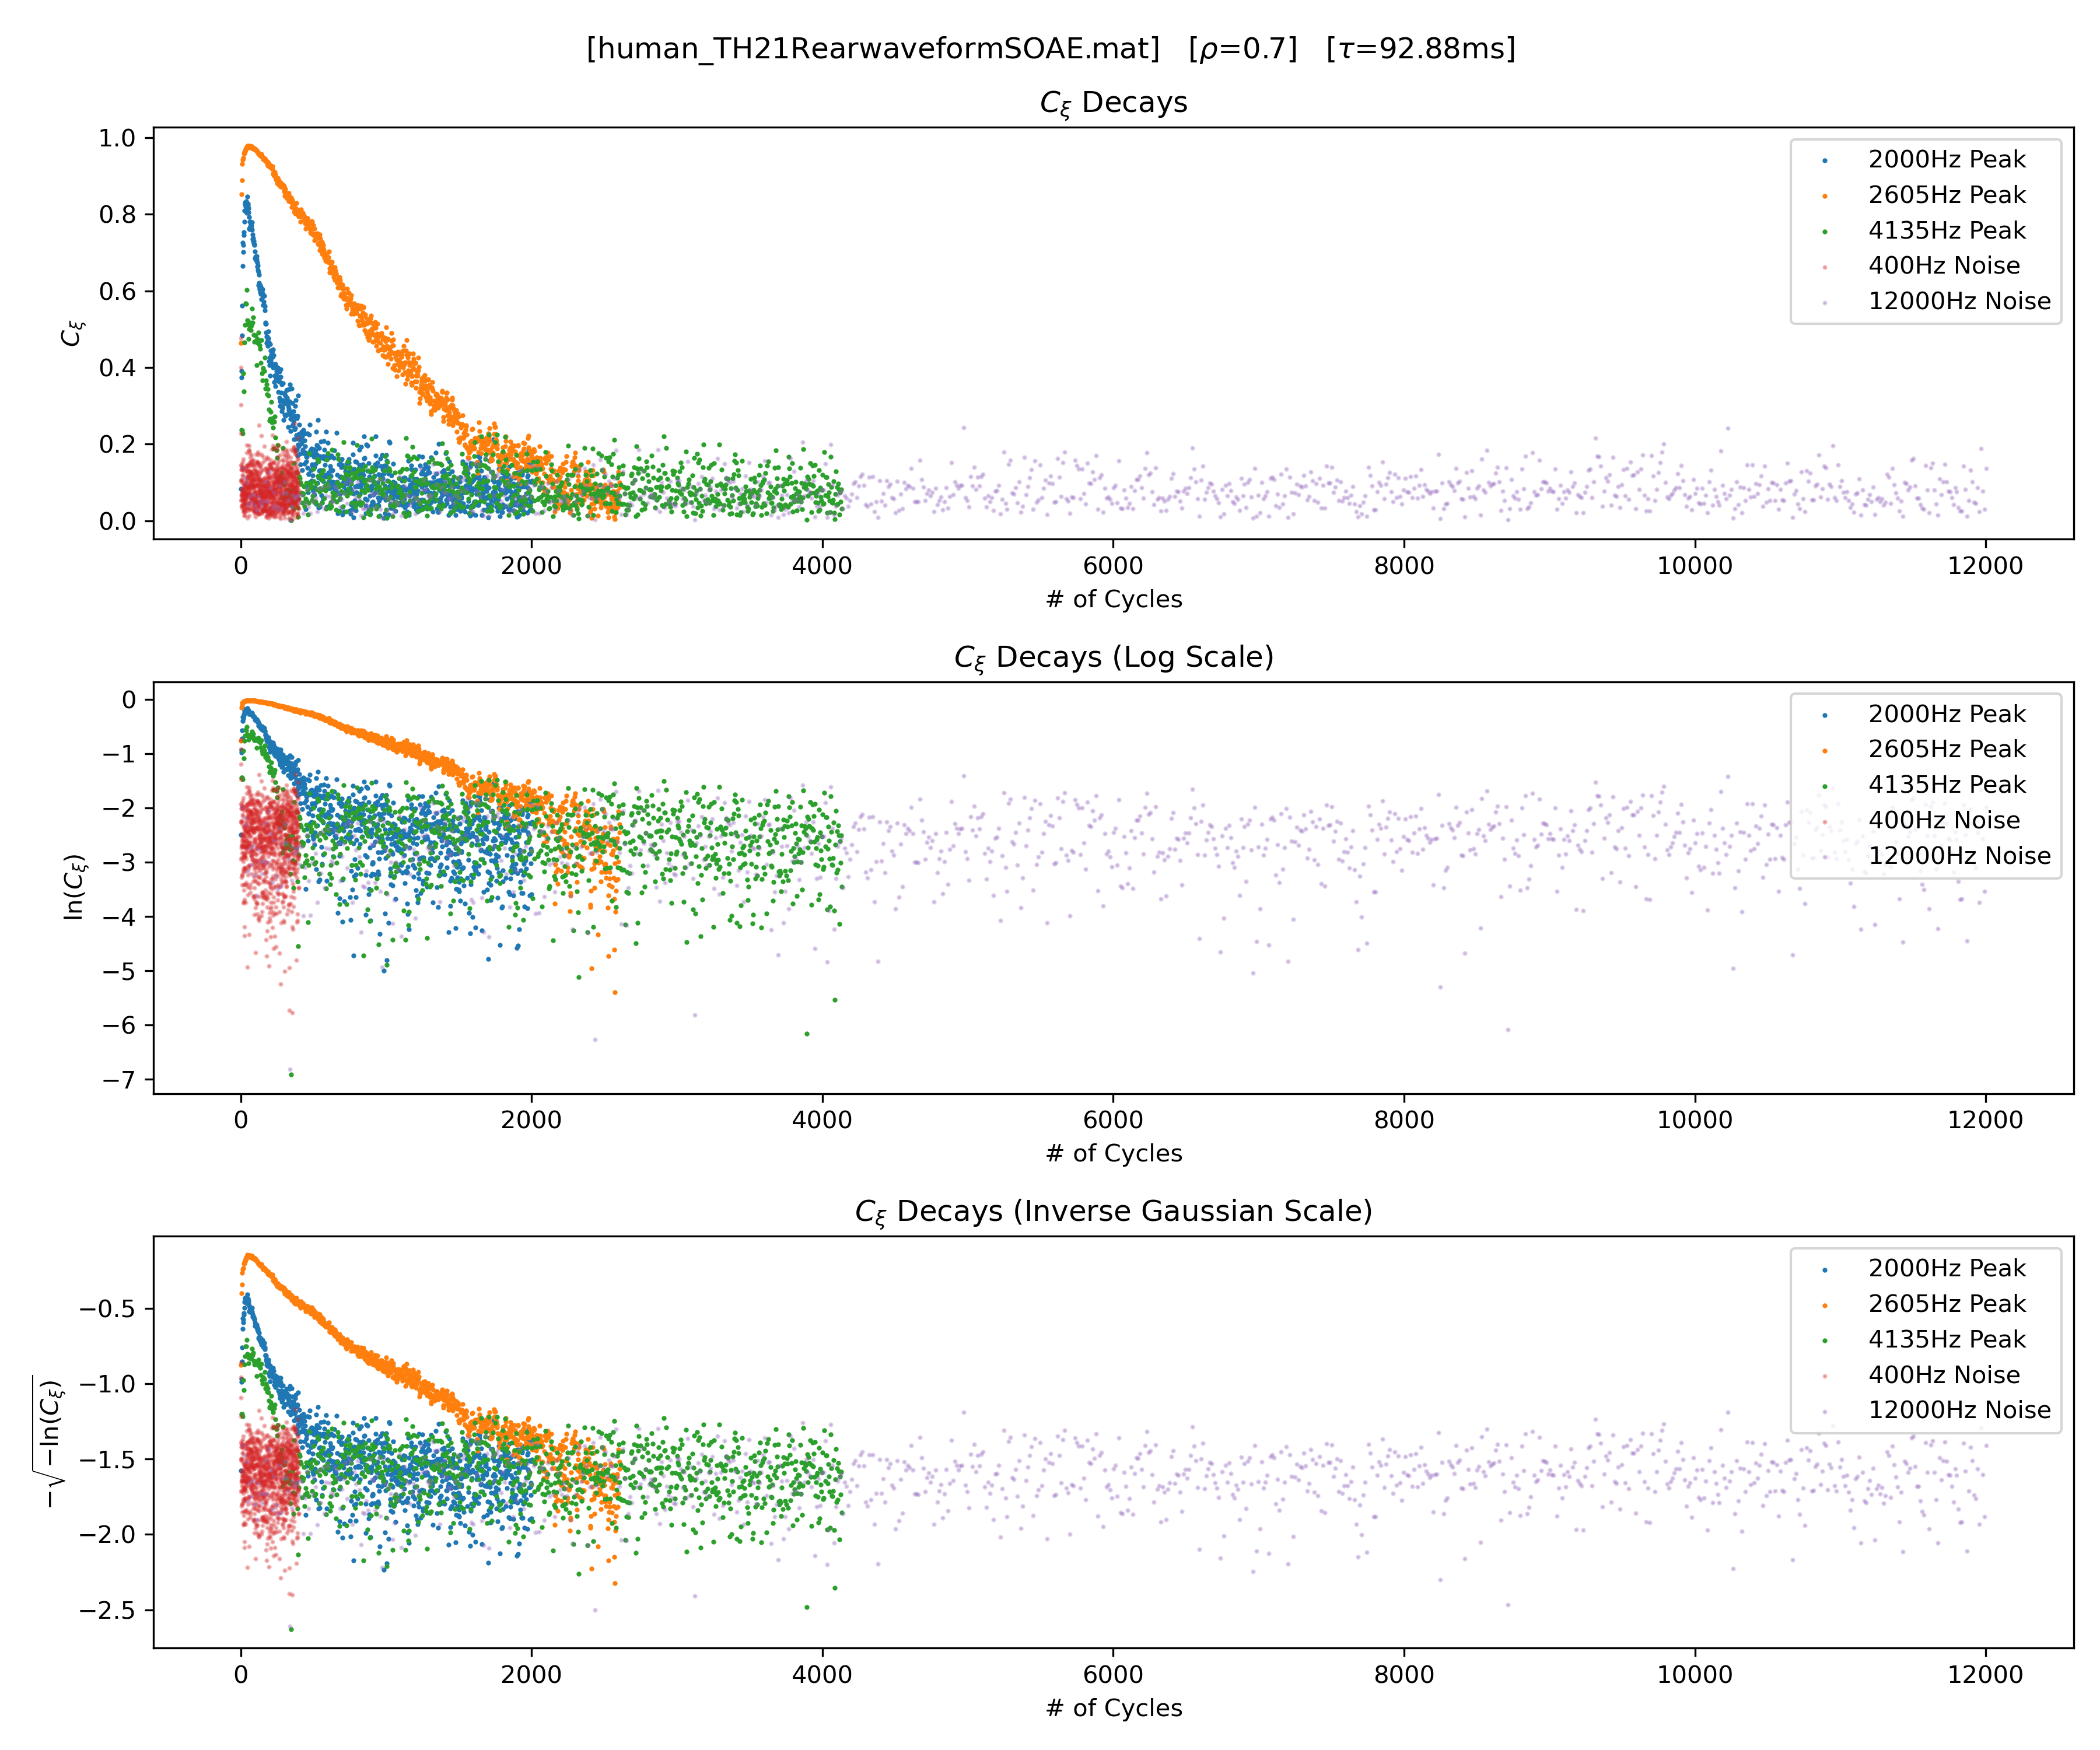 [human_TH21RearwaveformSOAE.mat] [ρ=0.7] [τ=92.88ms]
C_ξ Decays
1.0
0.8
0.6
0.4
0.2
0.0
C_ξ
2000Hz Peak
2605Hz Peak
4135Hz Peak
400Hz Noise
12000Hz Noise
0 2000 4000 6000 8000 10000 12000
# of Cycles
C_ξ Decays (Log Scale)
0
−1
−2
−3
−4
−5
−6
−7
ln(C_ξ)
2000Hz Peak
2605Hz Peak
4135Hz Peak
400Hz Noise
12000Hz Noise
0 2000 4000 6000 8000 10000 12000
# of Cycles
C_ξ Decays (Inverse Gaussian Scale)
−0.5
−1.0
−1.5
−2.0
−2.5
−√−ln(C_ξ)
2000Hz Peak
2605Hz Peak
4135Hz Peak
400Hz Noise
12000Hz Noise
0 2000 4000 6000 8000 10000 12000
# of Cycles